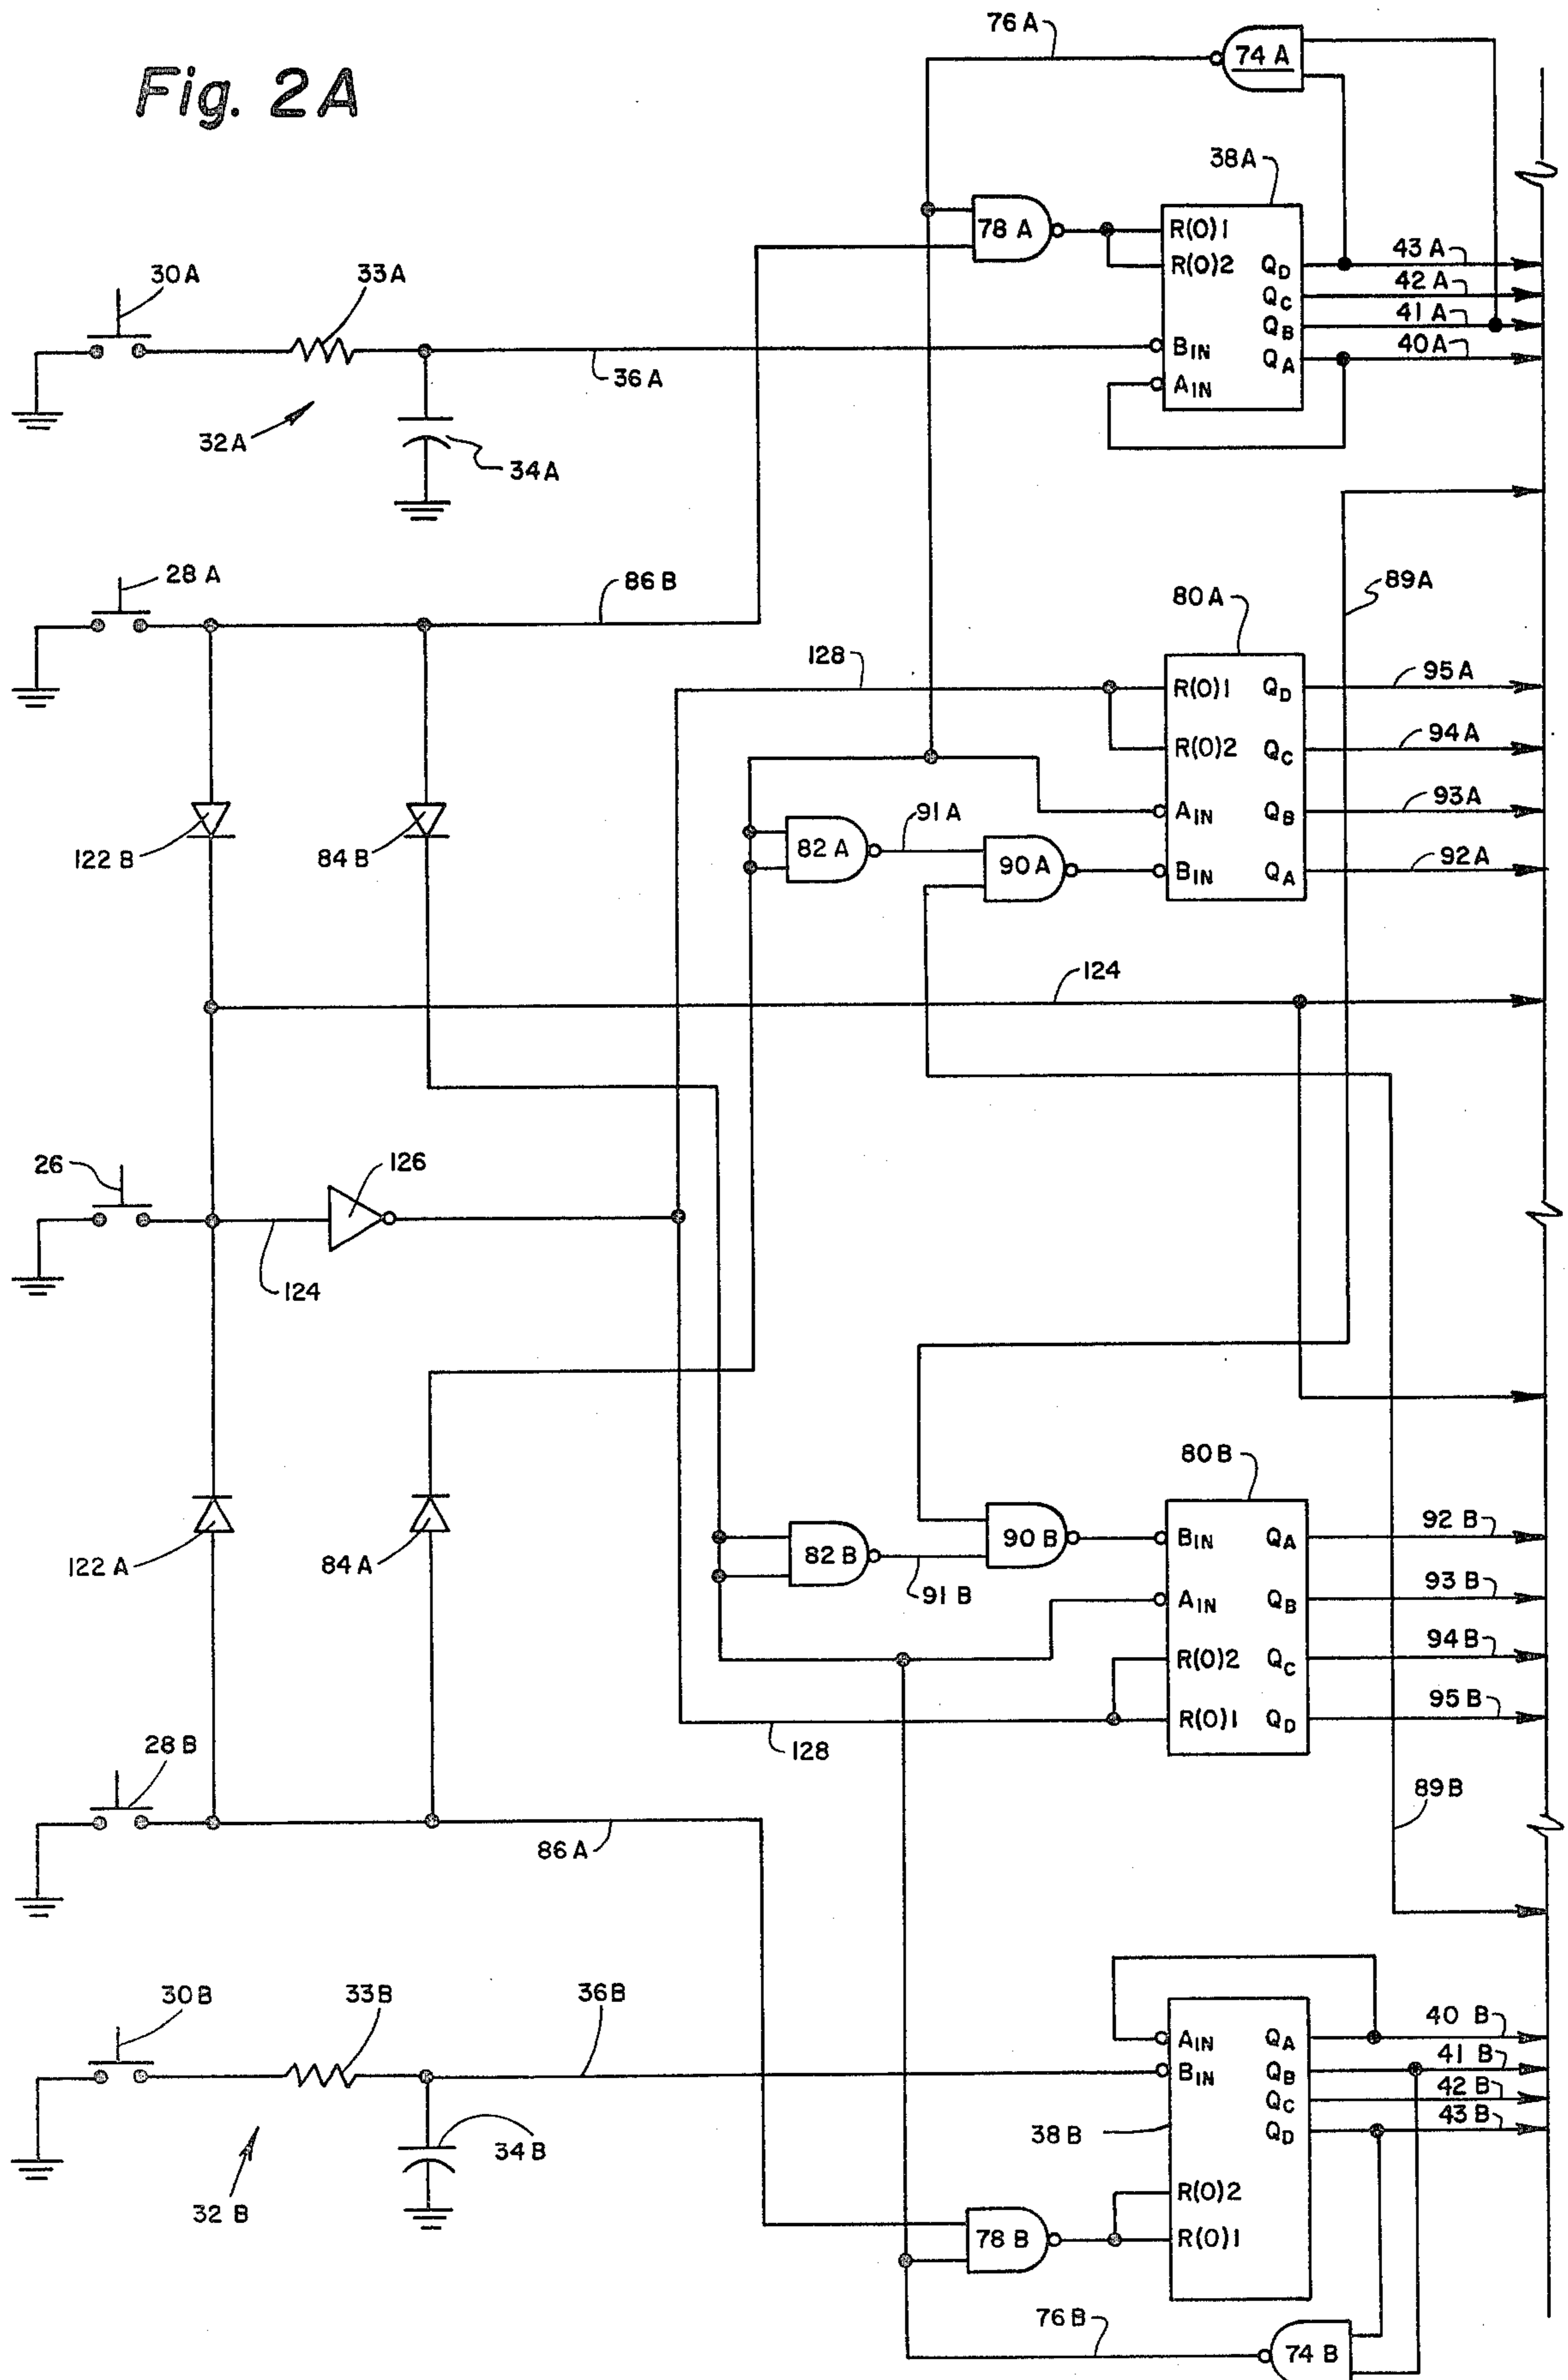 Fig. 2A
76A
74A
38A
78A
R(0)1
R(0)2
QD
QC
QB
QA
BIN
AIN
43A
42A
41A
40A
30A
33A
36A
32A
34A
28A
86B
89A
80A
128
R(0)1
QD
95A
R(0)2
QC
94A
AIN
QB
93A
BIN
QA
92A
82A
91A
90A
122B
84B
124
26
126
124
80B
122A
84A
82B
91B
90B
BIN
QA
92B
AIN
QB
93B
R(0)2
QC
94B
R(0)1
QD
95B
128
28B
86A
89B
30B
33B
36B
AIN
QA
40B
BIN
QB
41B
QC
42B
QD
43B
38B
34B
32B
R(0)2
R(0)1
78B
76B
74B